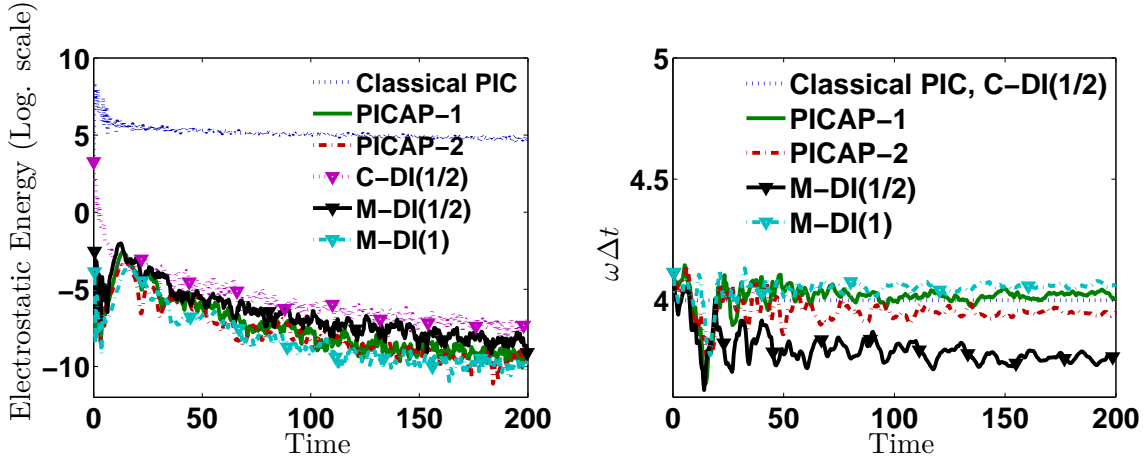 Electrostatic Energy (Log. scale)
10
5
0
−5
−10
0
50
100
150
200
Time
Classical PIC
PICAP−1
PICAP−2
C−DI(1/2)
M−DI(1/2)
M−DI(1)
ωΔt
5
4.5
4
0
50
100
150
200
Time
Classical PIC, C−DI(1/2)
PICAP−1
PICAP−2
M−DI(1/2)
M−DI(1)